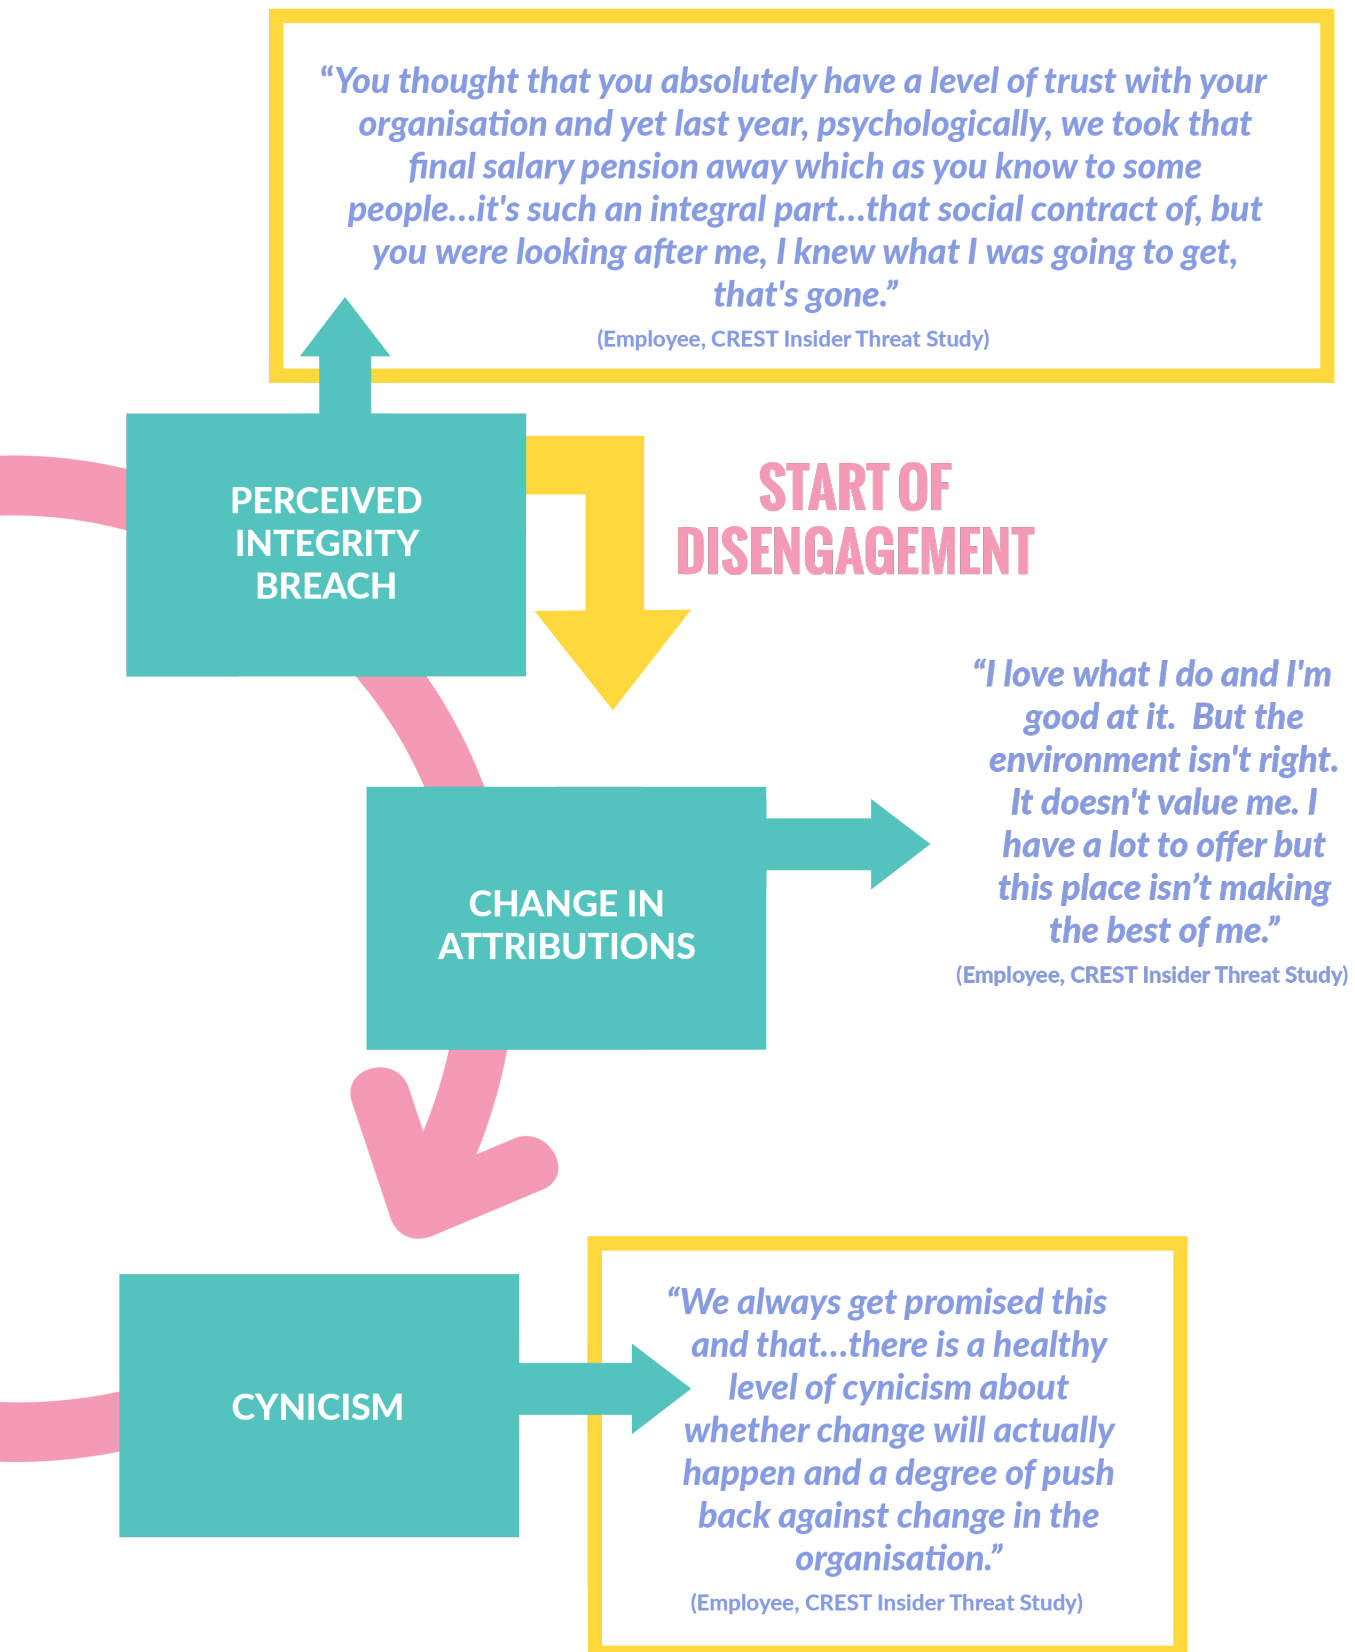 “You thought that you absolutely have a level of trust with your
organisation and yet last year, psychologically, we took that
final salary pension away which as you know to some
people...it's such an integral part...that social contract of, but
you were looking after me, I knew what I was going to get,
that's gone.”
(Employee, CREST Insider Threat Study)
PERCEIVED
INTEGRITY
BREACH
START OF
DISENGAGEMENT
“I love what I do and I'm
good at it.  But the
environment isn't right.
It doesn't value me. I
have a lot to offer but
this place isn’t making
the best of me.”
(Employee, CREST Insider Threat Study)
CHANGE IN
ATTRIBUTIONS
CYNICISM
“We always get promised this
and that...there is a healthy
level of cynicism about
whether change will actually
happen and a degree of push
back against change in the
organisation.”
(Employee, CREST Insider Threat Study)